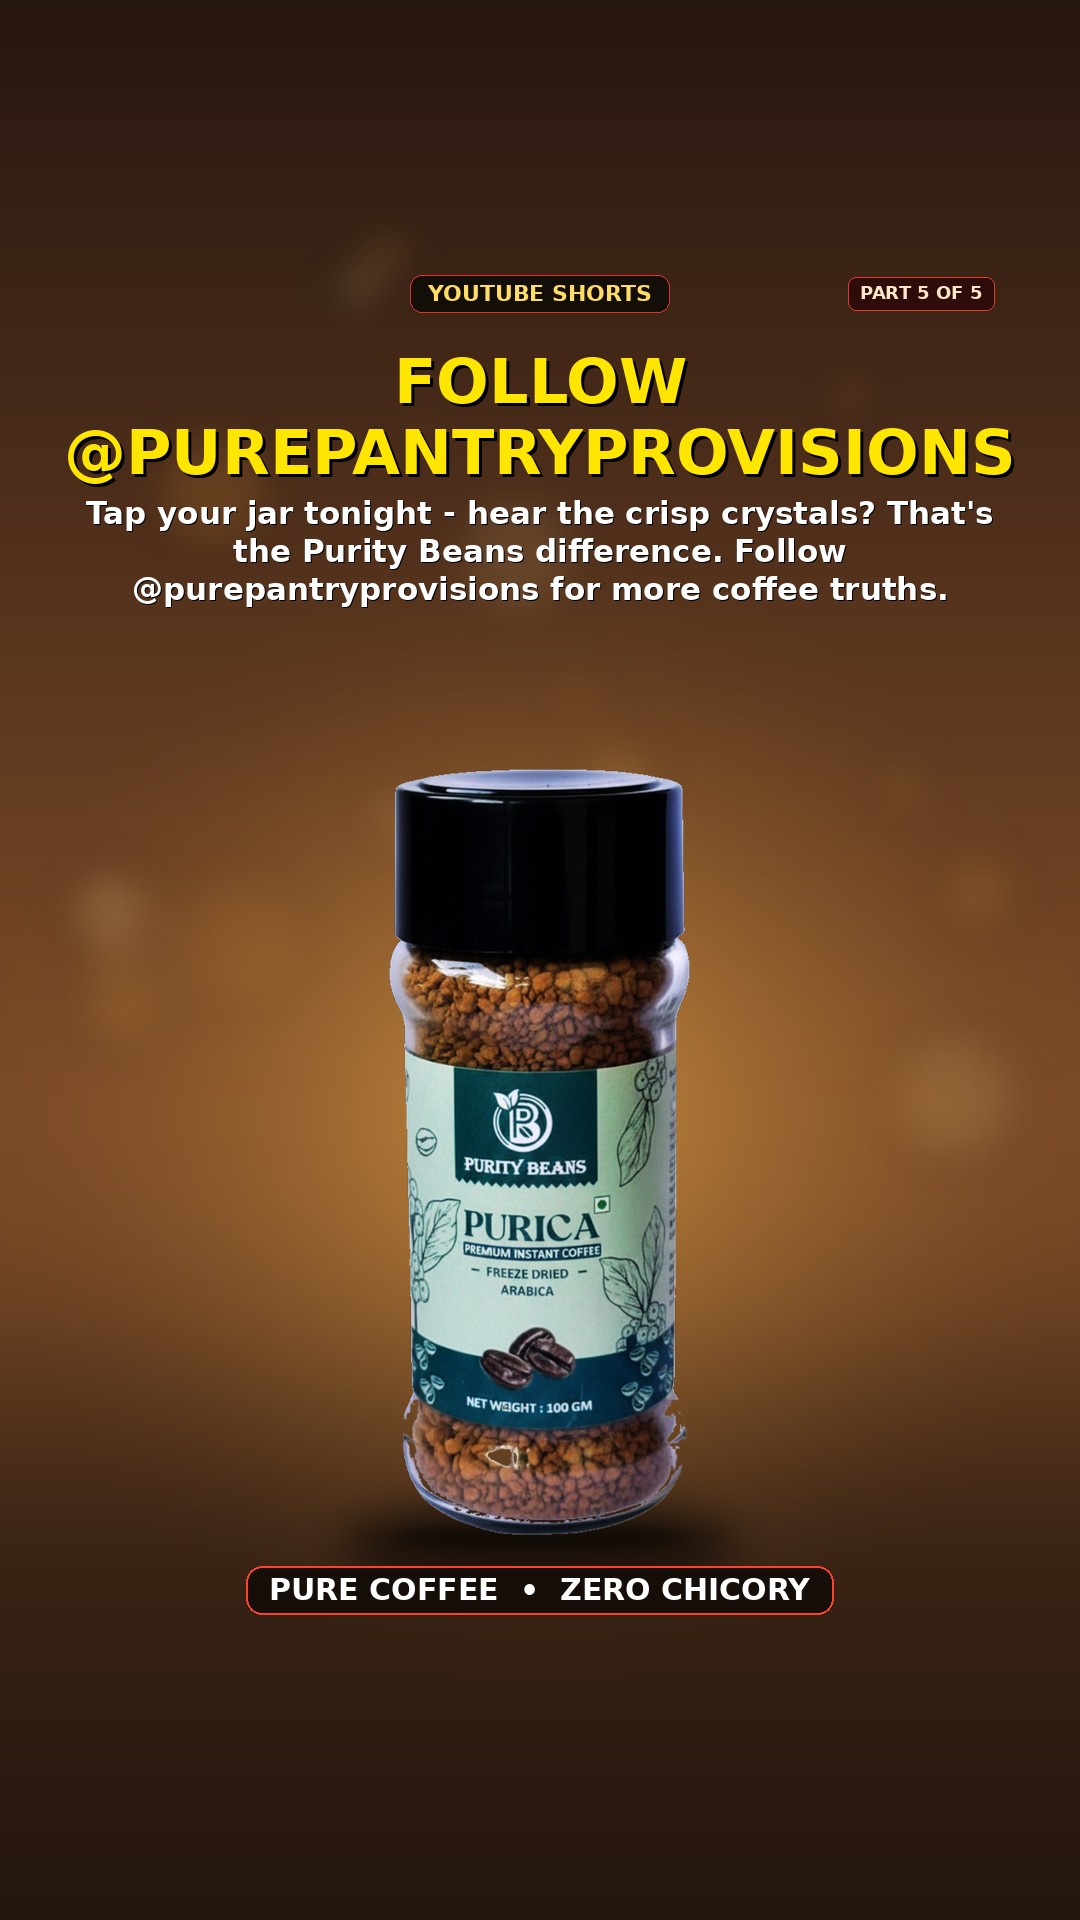 YOUTUBE SHORTS
PART 5 OF 5
FOLLOW
@PUREPANTRYPROVISIONS
Tap your jar tonight - hear the crisp crystals? That's
the Purity Beans difference. Follow
@purepantryprovisions for more coffee truths.
PURITY BEANS
PURICA
PREMIUM INSTANT COFFEE
- FREEZE DRIED -
ARABICA
NET WEIGHT : 100 GM
PURE COFFEE • ZERO CHICORY